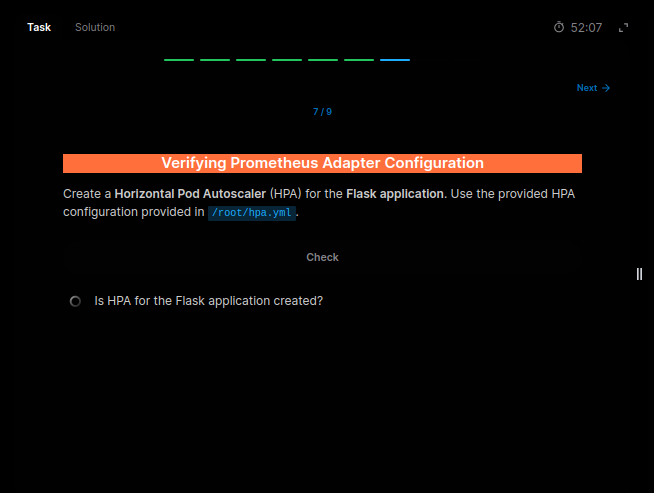 Task Solution 52:07
Next →
7 / 9
Verifying Prometheus Adapter Configuration
Create a Horizontal Pod Autoscaler (HPA) for the Flask application. Use the provided HPA
configuration provided in /root/hpa.yml.
Check
Is HPA for the Flask application created?